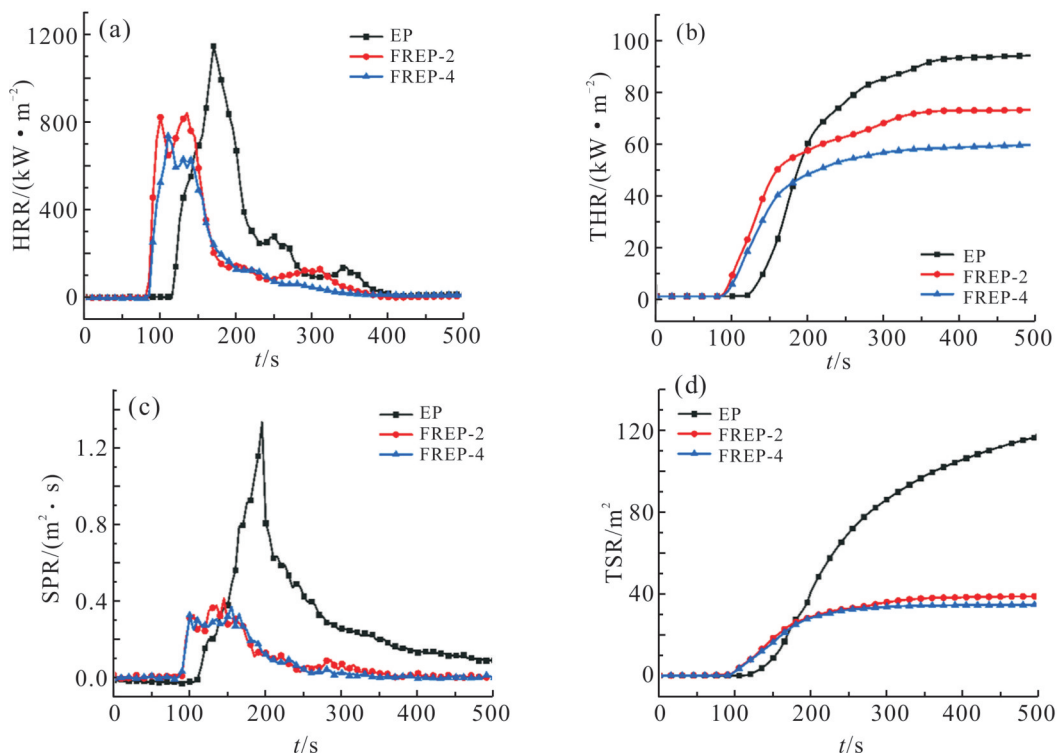 (a)
EP
FREP-2
FREP-4
1200
800
400
0
HRR/(kW • m⁻²)
0 100 200 300 400 500
t/s
(b)
100
80
60
40
20
0
THR/(kW • m⁻²)
EP
FREP-2
FREP-4
0 100 200 300 400 500
t/s
(c)
EP
FREP-2
FREP-4
1.2
0.8
0.4
0.0
SPR/(m² • s)
0 100 200 300 400 500
t/s
(d)
EP
FREP-2
FREP-4
120
80
40
0
TSR/m²
0 100 200 300 400 500
t/s